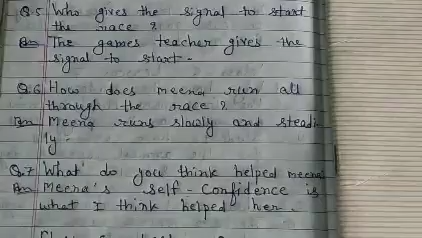 Q.5 Who gives the signal to start
the race ?
Ans The games teacher gives the
signal to start.
Q.6 How does meena run all
through the race ?
Ans Meena runs slowly and steadi-
ly.
Q.7 What do you think helped meena
Ans Meena's self-confidence is
what I think helped her.